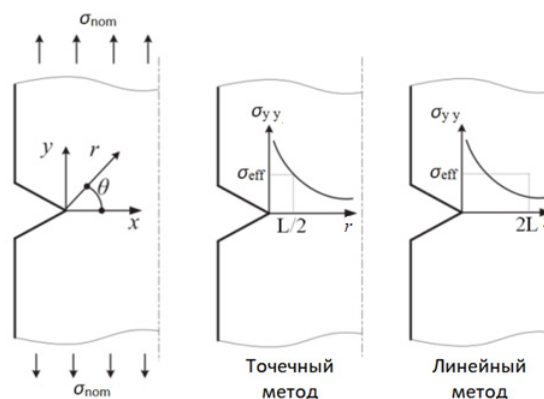 σnom
y
r
θ
x
σnom
σyy
σeff
L/2
r
Точечный
метод
σyy
σeff
2L
Линейный
метод